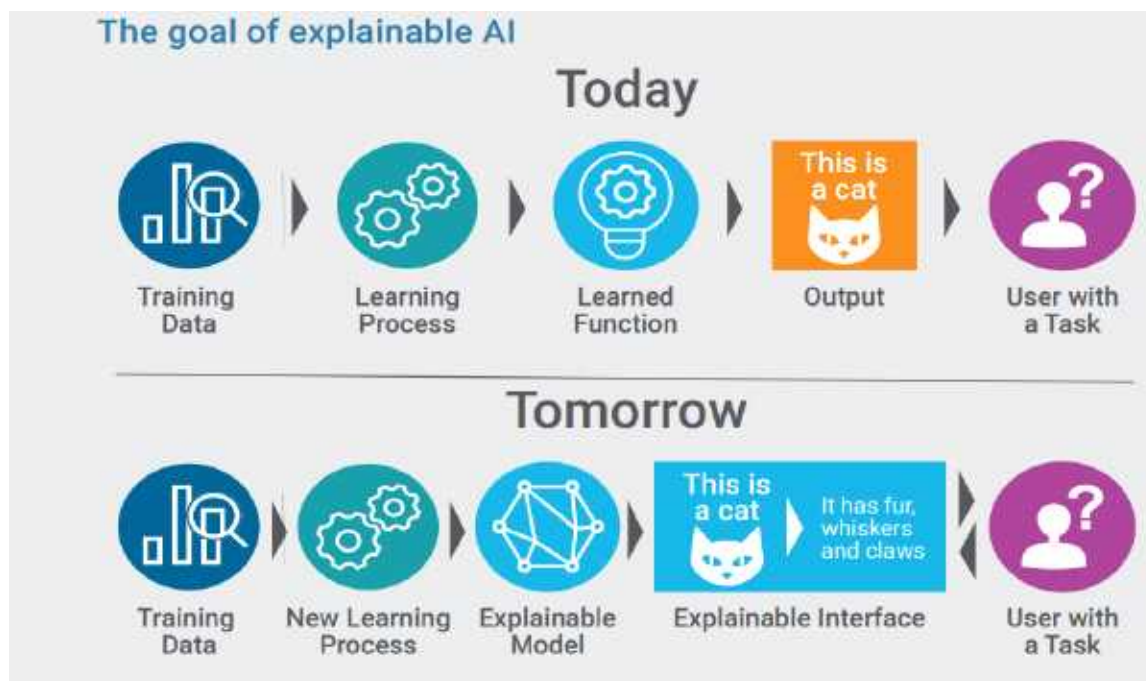 The goal of explainable AI
Today
This is
a cat
Training
Data
Learning
Process
Learned
Function
Output
User with
a Task
?
Tomorrow
This is
a cat
It has fur,
whiskers
and claws
?
Training
Data
New Learning
Process
Explainable
Model
Explainable Interface
User with
a Task